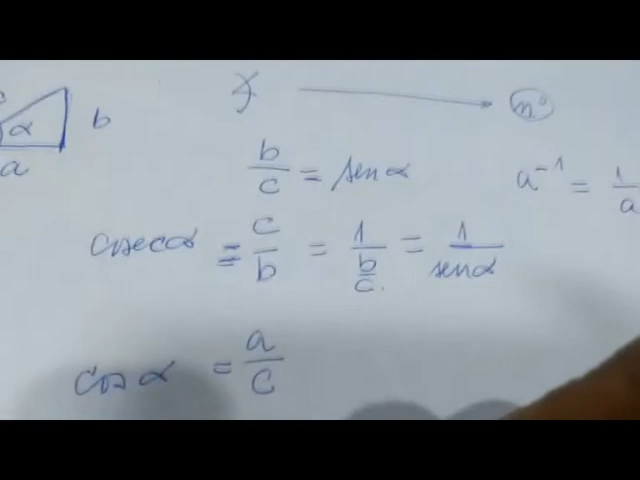 c
α b
a
∡ → n°
b/c = sen α
a⁻¹ = 1/a
cosec α = c/b = 1/(b/c) = 1/sen α
cos α = a/c